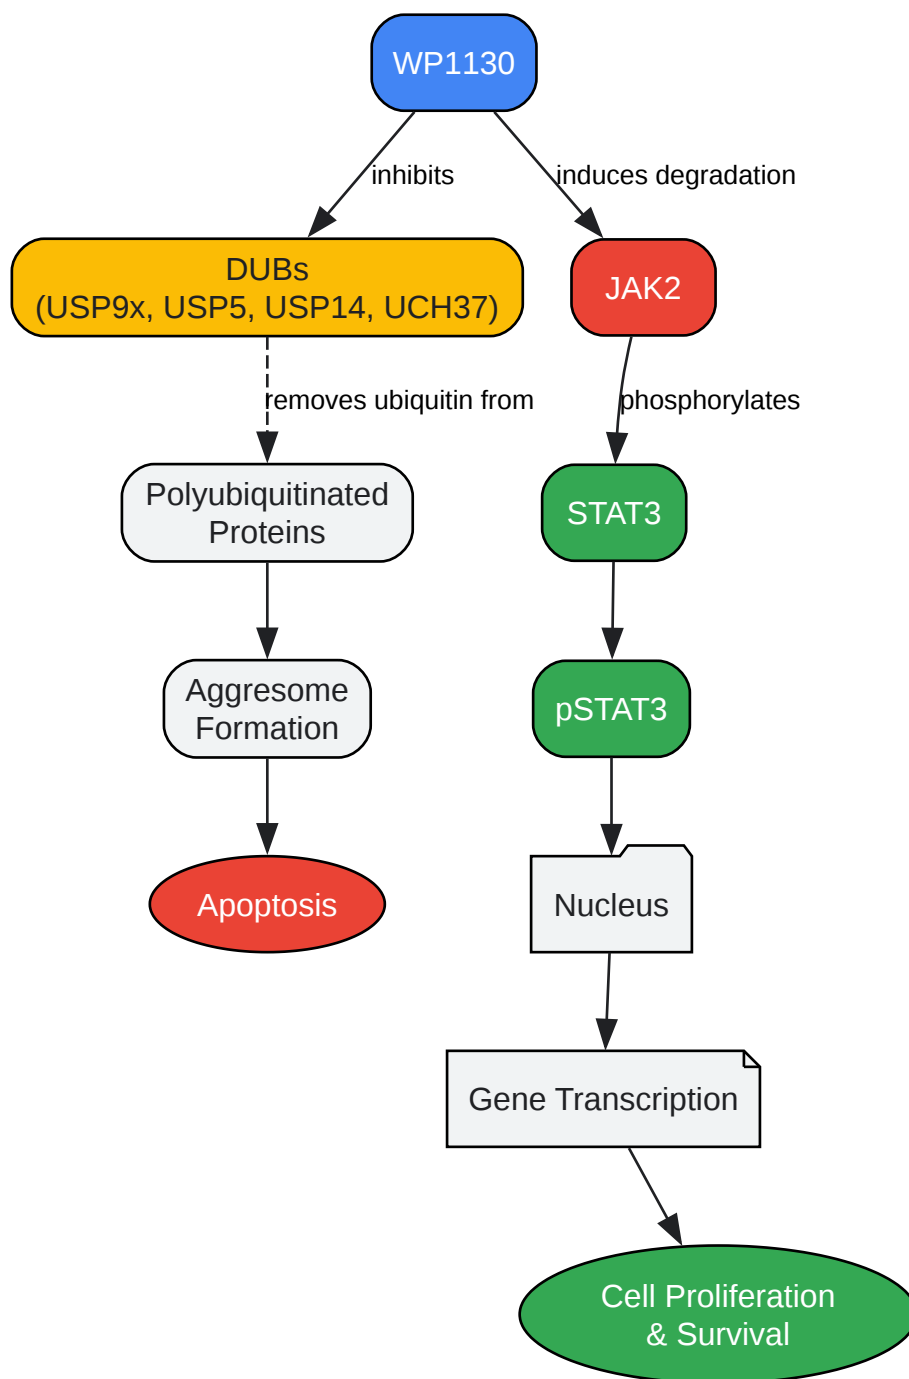 WP1130
inhibits
induces degradation
DUBs
(USP9x, USP5, USP14, UCH37)
JAK2
removes ubiquitin from
phosphorylates
Polyubiquitinated
Proteins
STAT3
Aggresome
Formation
pSTAT3
Apoptosis
Nucleus
Gene Transcription
Cell Proliferation
& Survival